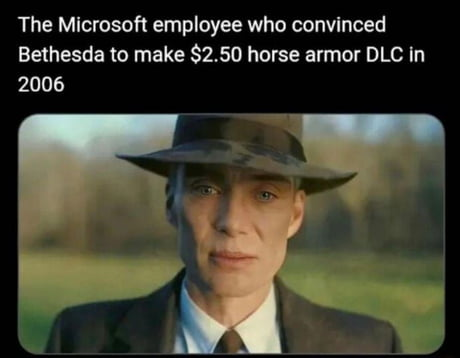 The Microsoft employee who convinced
Bethesda to make $2.50 horse armor DLC in
2006